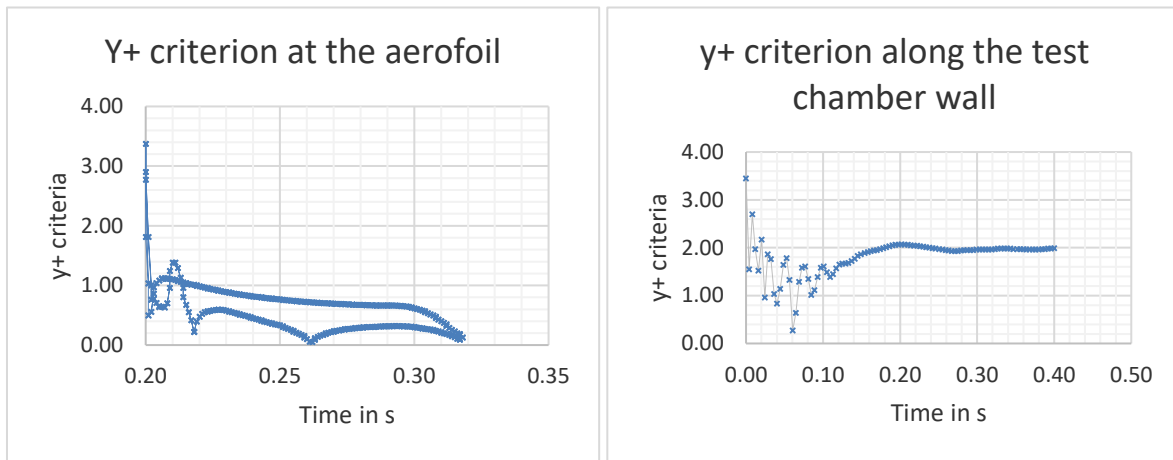 Y+ criterion at the aerofoil
4.00
3.00
2.00
1.00
0.00
y+ criteria
0.20
0.25
0.30
0.35
Time in s
y+ criterion along the test
chamber wall
4.00
3.00
2.00
1.00
0.00
y+ criteria
0.00
0.10
0.20
0.30
0.40
0.50
Time in s